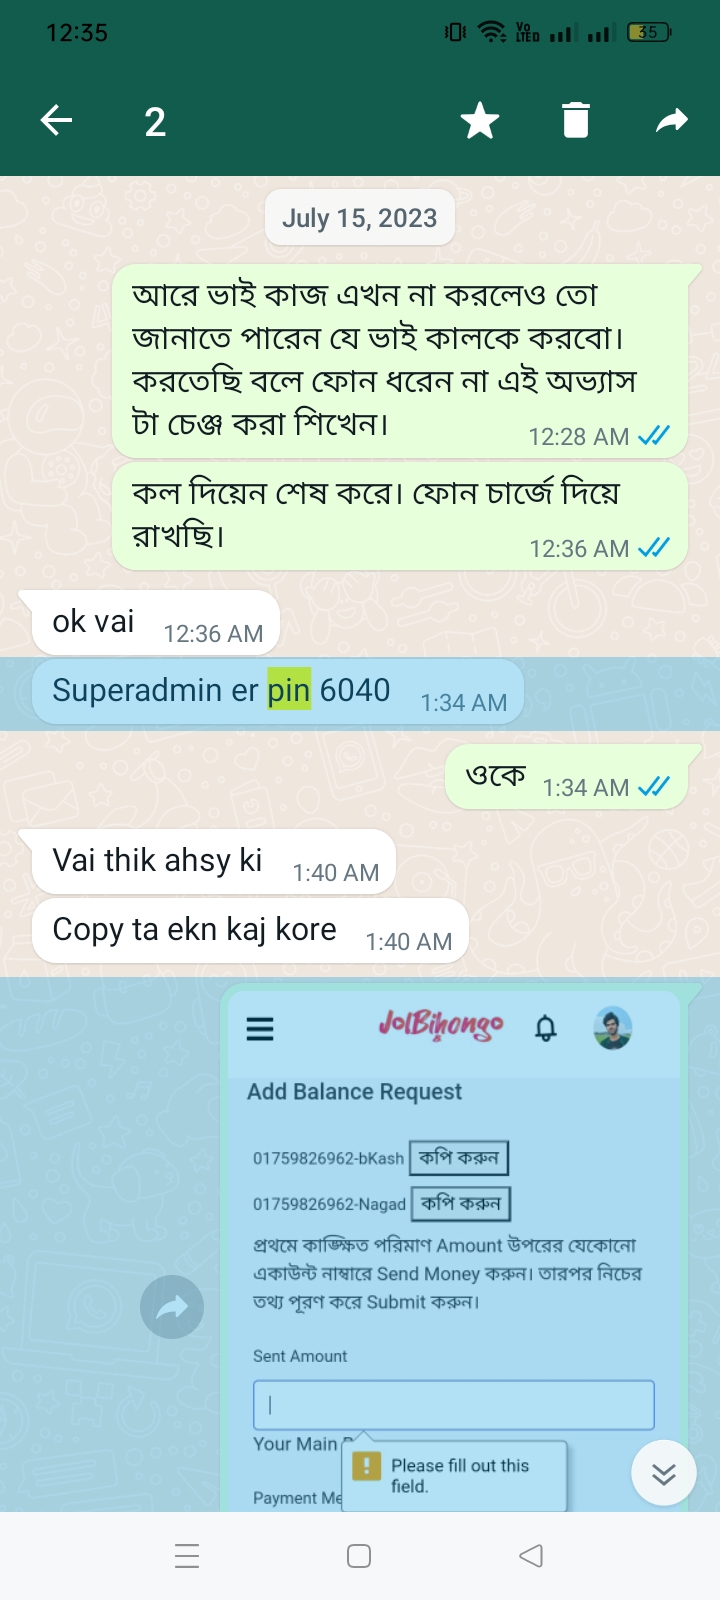 12:35
Vo
LTED
35
2
July 15, 2023
আরে ভাই কাজ এখন না করলেও তো
জানাতে পারেন যে ভাই কালকে করবো।
করতেছি বলে ফোন ধরেন না এই অভ্যাস
টা চেঞ্জ করা শিখেন।
12:28 AM
কল দিয়েন শেষ করে। ফোন চার্জে দিয়ে
রাখছি।
12:36 AM
ok vai 12:36 AM
Superadmin er pin 6040 1:34 AM
ওকে 1:34 AM
Vai thik ahsy ki 1:40 AM
Copy ta ekn kaj kore 1:40 AM
JolBihongo
Add Balance Request
01759826962-bKash কপি করুন
01759826962-Nagad কপি করুন
প্রথমে কাঙ্ক্ষিত পরিমাণ Amount উপরের যেকোনো
একাউন্ট নাম্বারে Send Money করুন। তারপর নিচের
তথ্য পূরণ করে Submit করুন।
Sent Amount
Your Main
Please fill out this
field.
Payment